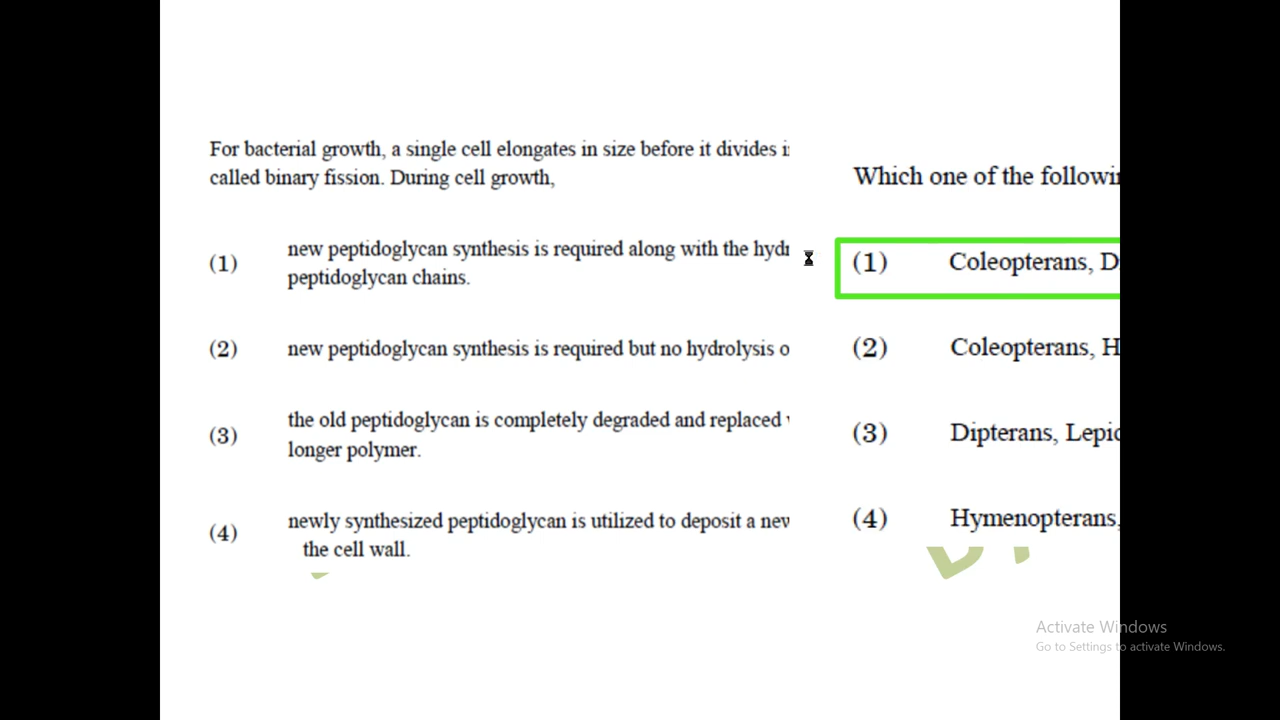 For bacterial growth, a single cell elongates in size before it divides
called binary fission. During cell growth,
(1) new peptidoglycan synthesis is required along with the
peptidoglycan chains.
(2) new peptidoglycan synthesis is required but no hydrolysis
(3) the old peptidoglycan is completely degraded and replaced
longer polymer.
(4) newly synthesized peptidoglycan is utilized to deposit a
the cell wall.
Which one of the
(1) Coleopterans,
(2) Coleopterans,
(3) Dipterans,
(4) Hymenopterans,
Activate Windows
Go to Settings to activate Windows.